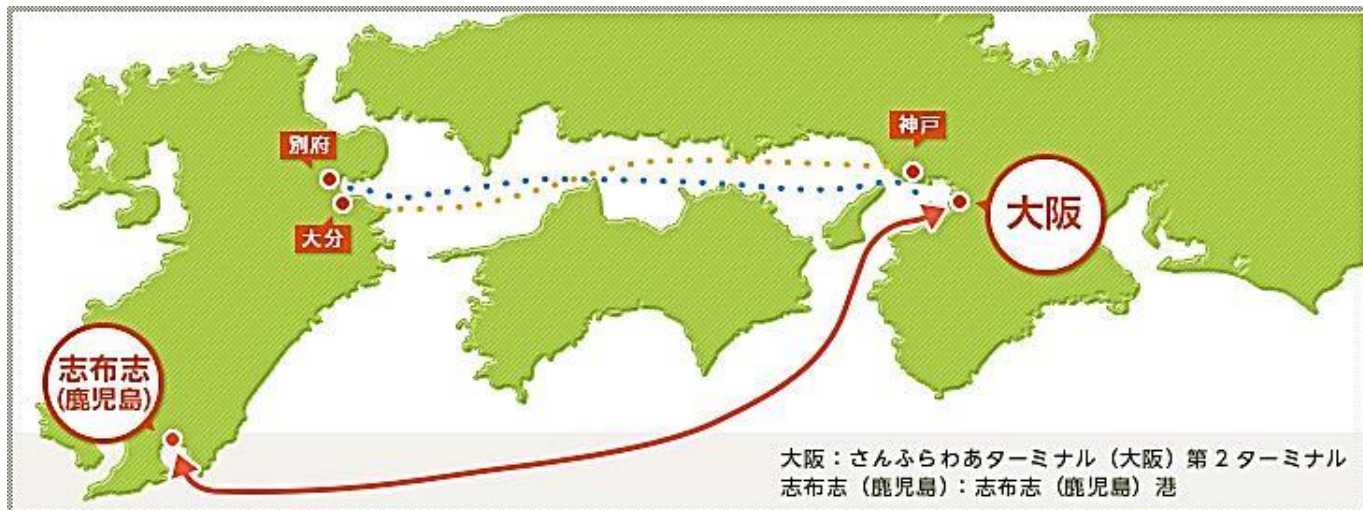 神戸
別府
大阪
大分
志布志
(鹿児島)
大阪：さんふらわあターミナル（大阪）第2ターミナル
志布志（鹿児島）：志布志（鹿児島）港